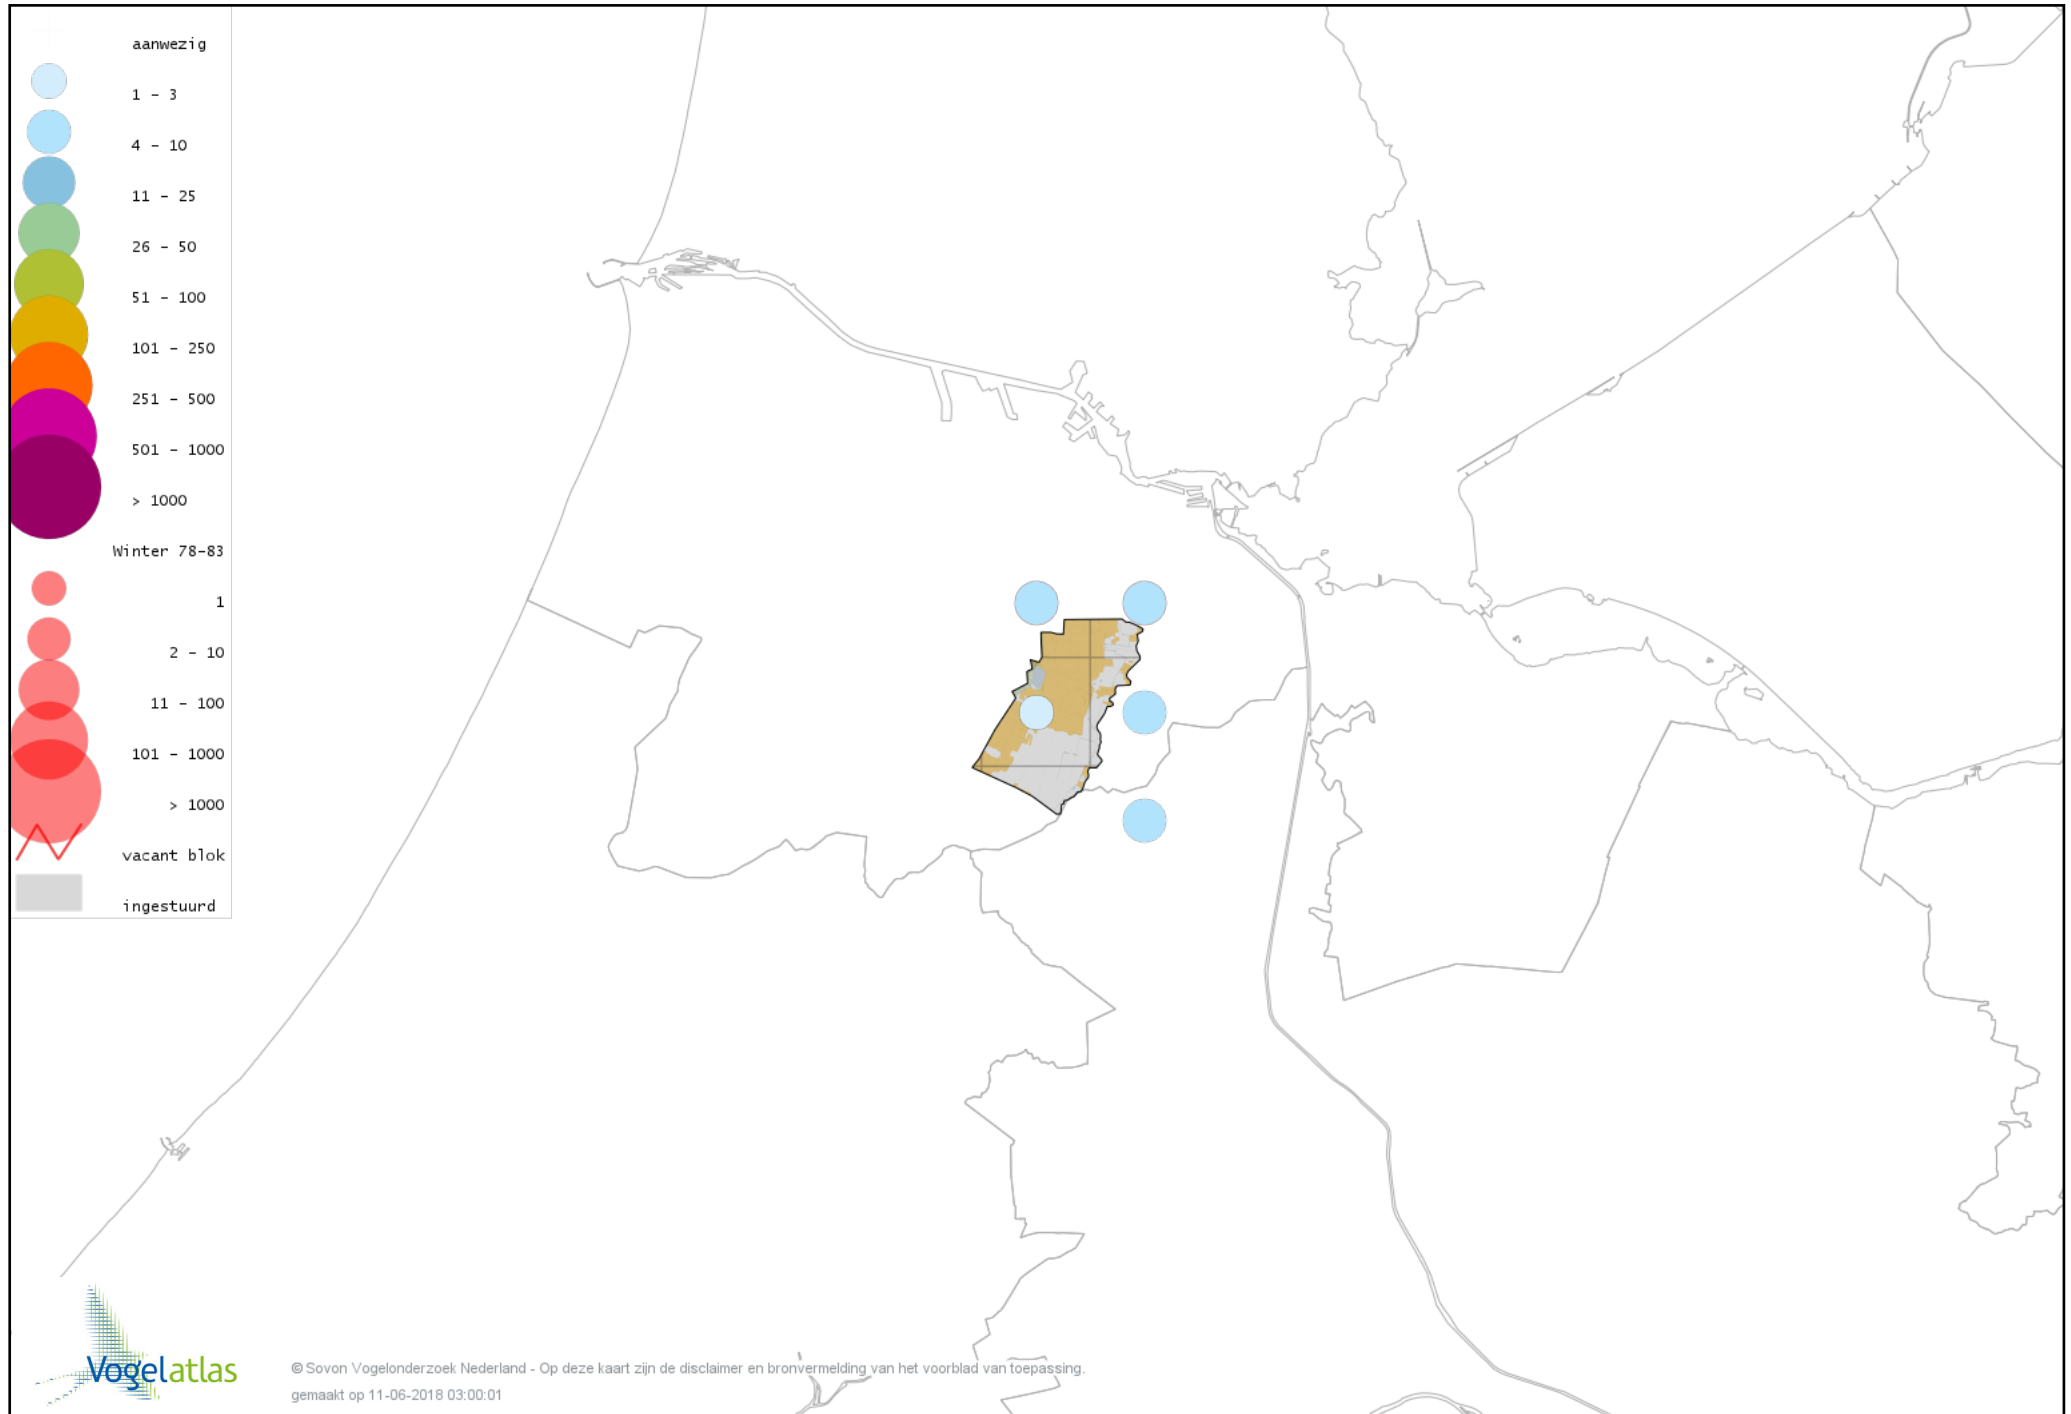 aanwezig
1 - 3
4 - 10
11 - 25
26 - 50
51 - 100
101 - 250
251 - 500
501 - 1000
> 1000
Winter 78-83
1
2 - 10
11 - 100
101 - 1000
> 1000
vacant blok
ingestuurd
Vogelatlas
© Sovon Vogelonderzoek Nederland - Op deze kaart zijn de disclaimer en bronvermelding van het voorblad van toepassing.
gemaakt op 11-06-2018 03:00:01